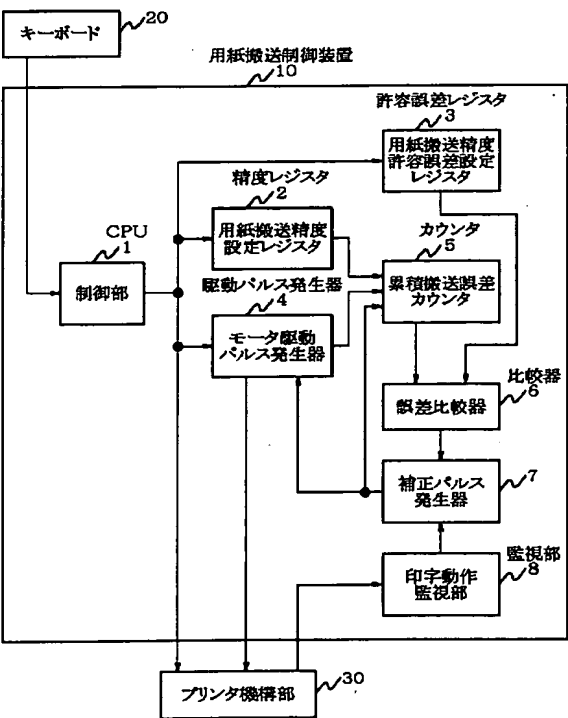 20
キーボード
用紙搬送制御装置
10
許容誤差レジスタ
3
用紙搬送精度
許容誤差設定
レジスタ
精度レジスタ
2
用紙搬送精度
設定レジスタ
CPU
1
制御部
カウンタ
5
累積搬送誤差
カウンタ
駆動パルス発生器
4
モータ駆動
パルス発生器
比較器
6
誤差比較器
補正パルス
発生器
7
監視部
8
印字動作
監視部
プリンタ機構部
30